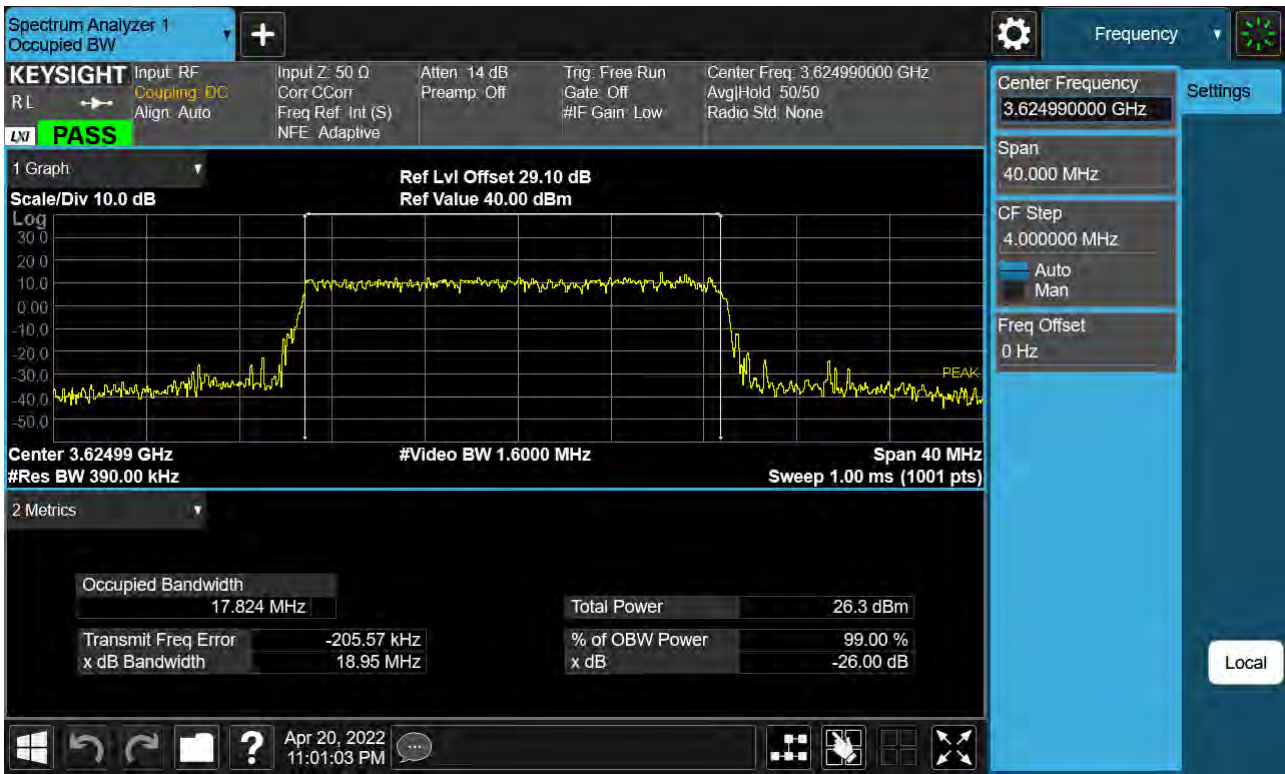 Spectrum Analyzer 1
Occupied BW
+
Frequency
KEYSIGHT
R L
LXI
PASS
Input: RF
Coupling: DC
Align: Auto
Input Z: 50 Ω
Corr CCorr
Freq Ref: Int (S)
NFE: Adaptive
Atten: 14 dB
Preamp: Off
Trig: Free Run
Gate: Off
#IF Gain: Low
Center Freq: 3.624990000 GHz
Avg|Hold: 50/50
Radio Std: None
1 Graph
Scale/Div 10.0 dB
Ref Lvl Offset 29.10 dB
Ref Value 40.00 dBm
Log
30.0
20.0
10.0
0.00
-10.0
-20.0
-30.0
-40.0
-50.0
PEAK
Center 3.62499 GHz
#Video BW 1.6000 MHz
Span 40 MHz
#Res BW 390.00 kHz
Sweep 1.00 ms (1001 pts)
2 Metrics
Occupied Bandwidth
17.824 MHz
Transmit Freq Error -205.57 kHz
x dB Bandwidth 18.95 MHz
Total Power 26.3 dBm
% of OBW Power 99.00 %
x dB -26.00 dB
Center Frequency
3.624990000 GHz
Settings
Span
40.000 MHz
CF Step
4.000000 MHz
Auto
Man
Freq Offset
0 Hz
Local
?
Apr 20, 2022
11:01:03 PM